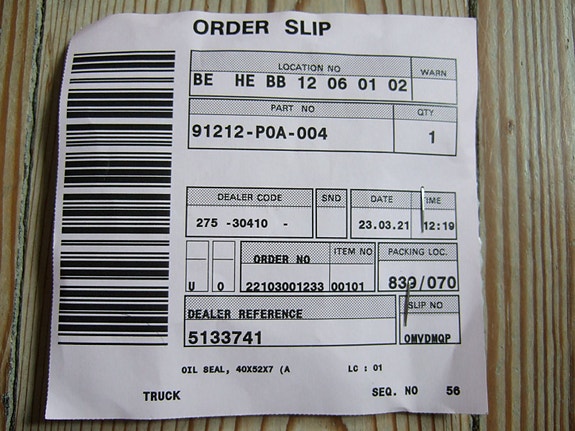 ORDER SLIP
LOCATION NO WARN
BE HE BB 12 06 01 02
PART NO QTY
91212-P0A-004 1
DEALER CODE SND DATE TIME
275 -30410 - 23.03.21 12:19
ORDER NO ITEM NO PACKING LOC.
U 0 22103001233 00101 839/070
DEALER REFERENCE SLIP NO
5133741 OMVDMQP
OIL SEAL, 40X52X7 (A LC : 01
TRUCK SEQ. NO 56